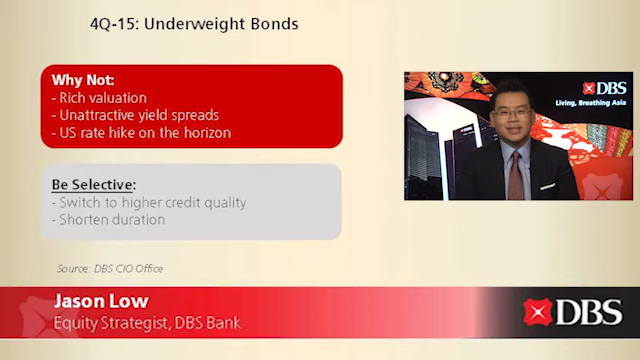 4Q-15: Underweight Bonds
Why Not:
- Rich valuation
- Unattractive yield spreads
- US rate hike on the horizon
DBS
Living, Breathing Asia
Be Selective:
- Switch to higher credit quality
- Shorten duration
Source: DBS CIO Office
Jason Low
Equity Strategist, DBS Bank
DBS